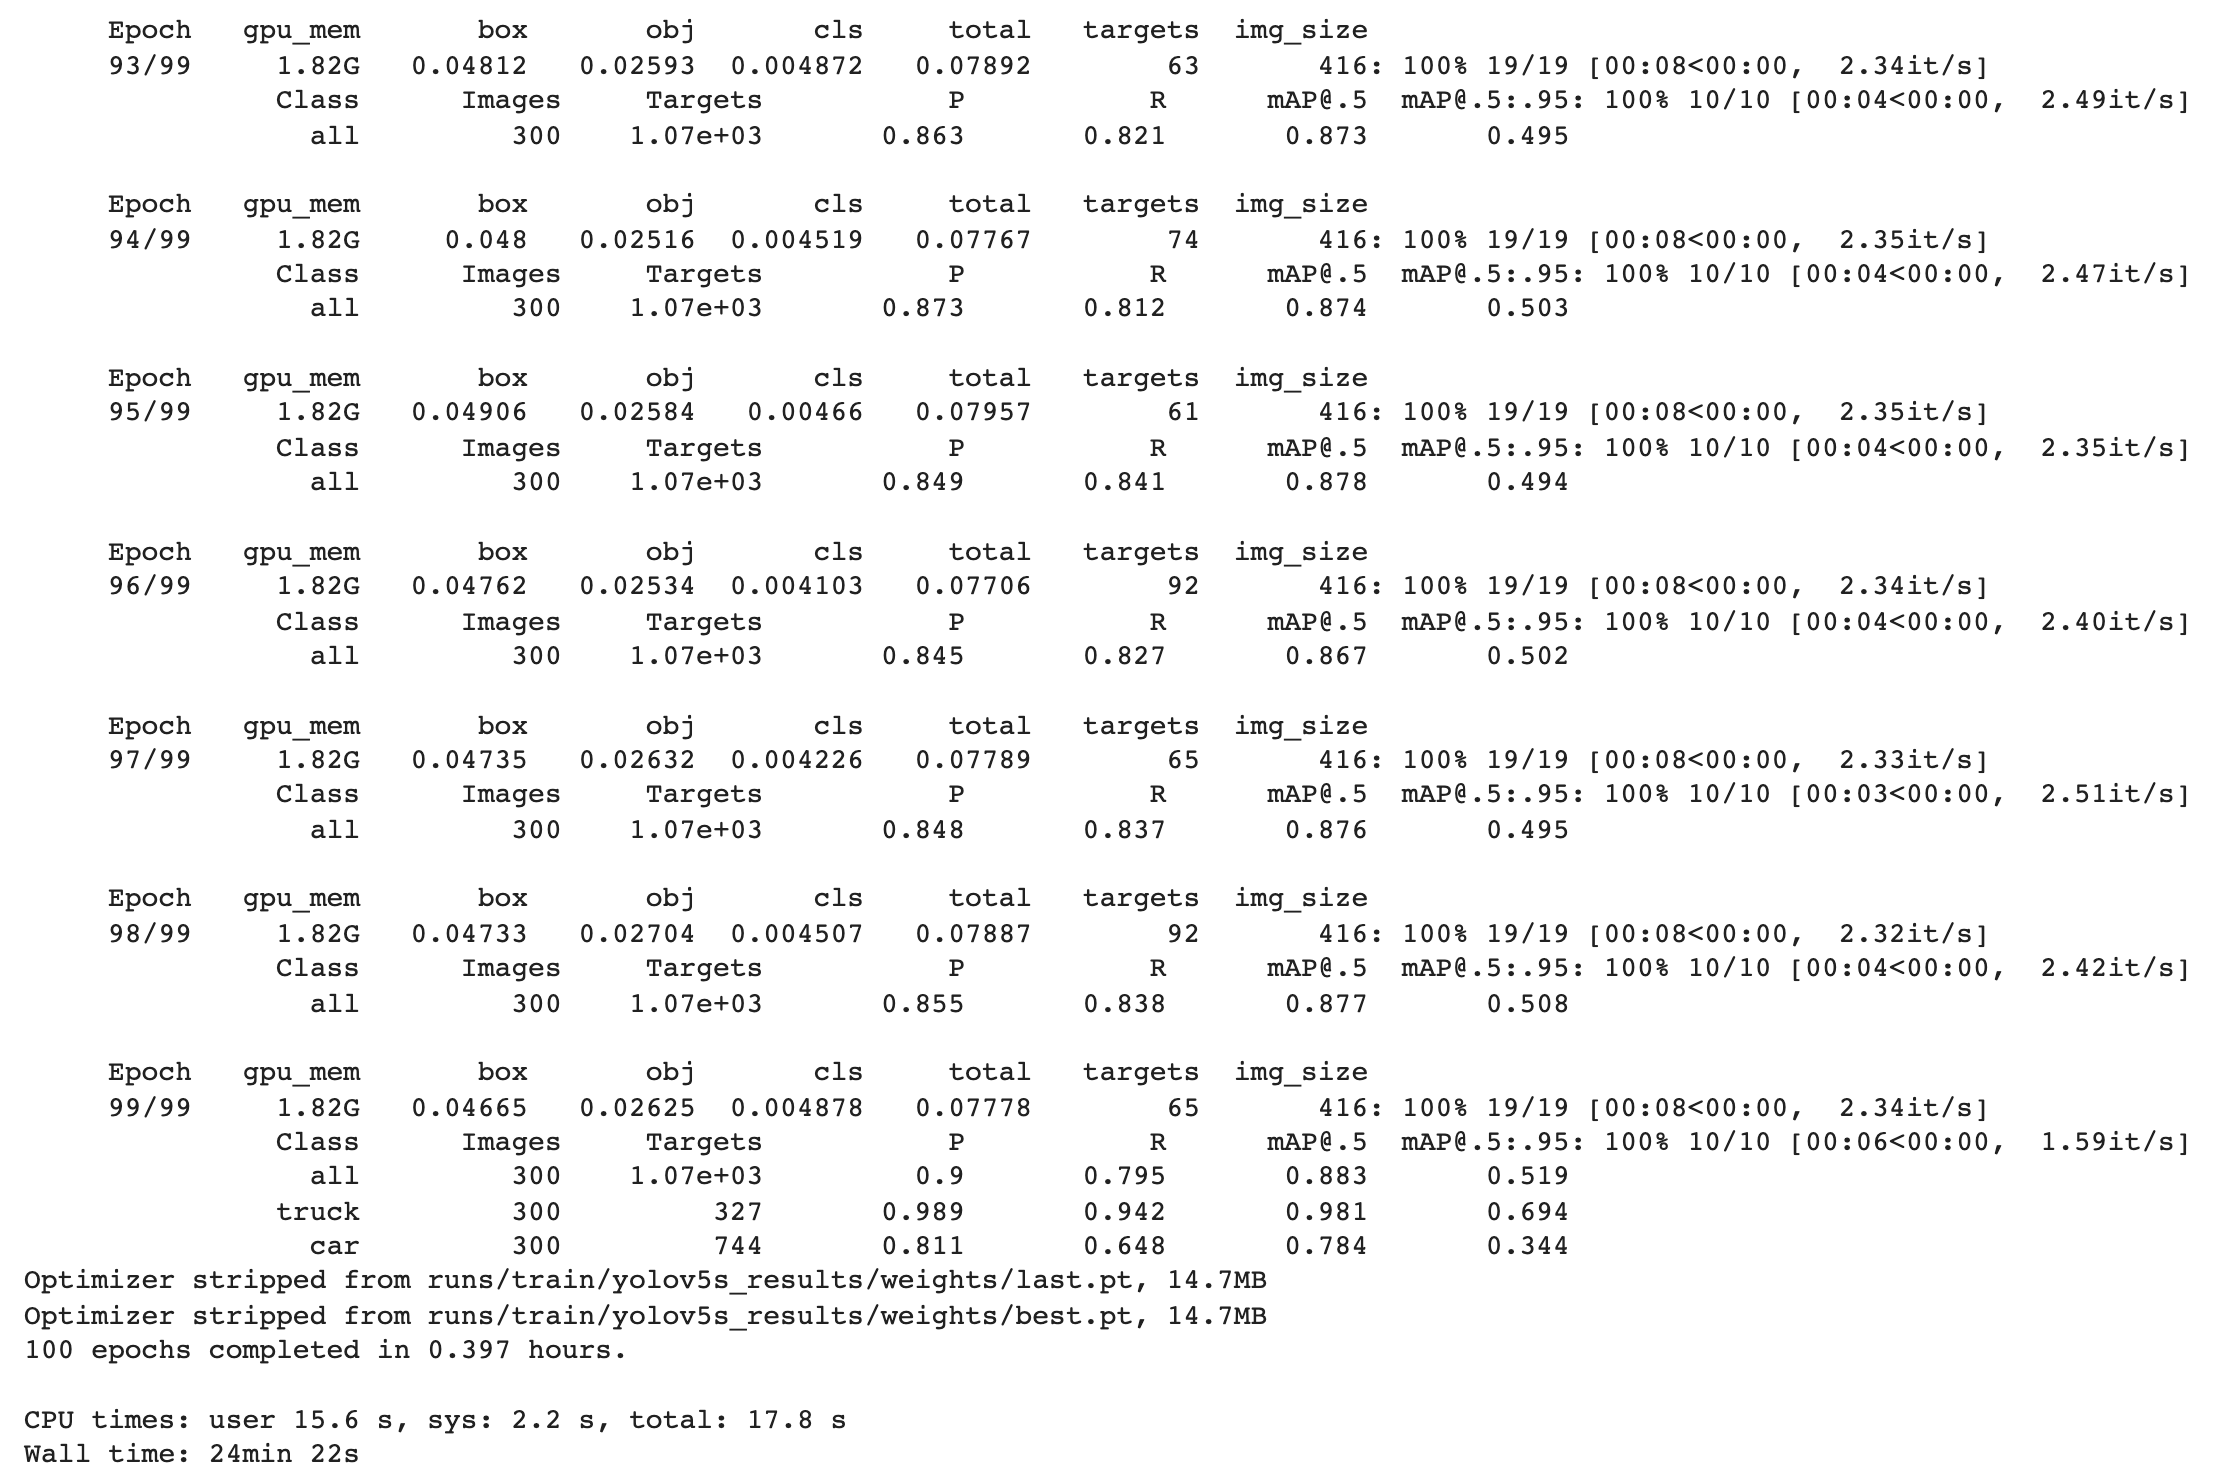 Epoch gpu_mem box obj cls total targets img_size
93/99 1.82G 0.04812 0.02593 0.004872 0.07892 63 416: 100% 19/19 [00:08<00:00, 2.34it/s]
Class Images Targets P R mAP@.5 mAP@.5:.95: 100% 10/10 [00:04<00:00, 2.49it/s]
all 300 1.07e+03 0.863 0.821 0.873 0.495
Epoch gpu_mem box obj cls total targets img_size
94/99 1.82G 0.048 0.02516 0.004519 0.07767 74 416: 100% 19/19 [00:08<00:00, 2.35it/s]
Class Images Targets P R mAP@.5 mAP@.5:.95: 100% 10/10 [00:04<00:00, 2.47it/s]
all 300 1.07e+03 0.873 0.812 0.874 0.503
Epoch gpu_mem box obj cls total targets img_size
95/99 1.82G 0.04906 0.02584 0.00466 0.07957 61 416: 100% 19/19 [00:08<00:00, 2.35it/s]
Class Images Targets P R mAP@.5 mAP@.5:.95: 100% 10/10 [00:04<00:00, 2.35it/s]
all 300 1.07e+03 0.849 0.841 0.878 0.494
Epoch gpu_mem box obj cls total targets img_size
96/99 1.82G 0.04762 0.02534 0.004103 0.07706 92 416: 100% 19/19 [00:08<00:00, 2.34it/s]
Class Images Targets P R mAP@.5 mAP@.5:.95: 100% 10/10 [00:04<00:00, 2.40it/s]
all 300 1.07e+03 0.845 0.827 0.867 0.502
Epoch gpu_mem box obj cls total targets img_size
97/99 1.82G 0.04735 0.02632 0.004226 0.07789 65 416: 100% 19/19 [00:08<00:00, 2.33it/s]
Class Images Targets P R mAP@.5 mAP@.5:.95: 100% 10/10 [00:03<00:00, 2.51it/s]
all 300 1.07e+03 0.848 0.837 0.876 0.495
Epoch gpu_mem box obj cls total targets img_size
98/99 1.82G 0.04733 0.02704 0.004507 0.07887 92 416: 100% 19/19 [00:08<00:00, 2.32it/s]
Class Images Targets P R mAP@.5 mAP@.5:.95: 100% 10/10 [00:04<00:00, 2.42it/s]
all 300 1.07e+03 0.855 0.838 0.877 0.508
Epoch gpu_mem box obj cls total targets img_size
99/99 1.82G 0.04665 0.02625 0.004878 0.07778 65 416: 100% 19/19 [00:08<00:00, 2.34it/s]
Class Images Targets P R mAP@.5 mAP@.5:.95: 100% 10/10 [00:06<00:00, 1.59it/s]
all 300 1.07e+03 0.9 0.795 0.883 0.519
truck 300 327 0.989 0.942 0.981 0.694
car 300 744 0.811 0.648 0.784 0.344
Optimizer stripped from runs/train/yolov5s_results/weights/last.pt, 14.7MB
Optimizer stripped from runs/train/yolov5s_results/weights/best.pt, 14.7MB
100 epochs completed in 0.397 hours.
CPU times: user 15.6 s, sys: 2.2 s, total: 17.8 s
Wall time: 24min 22s